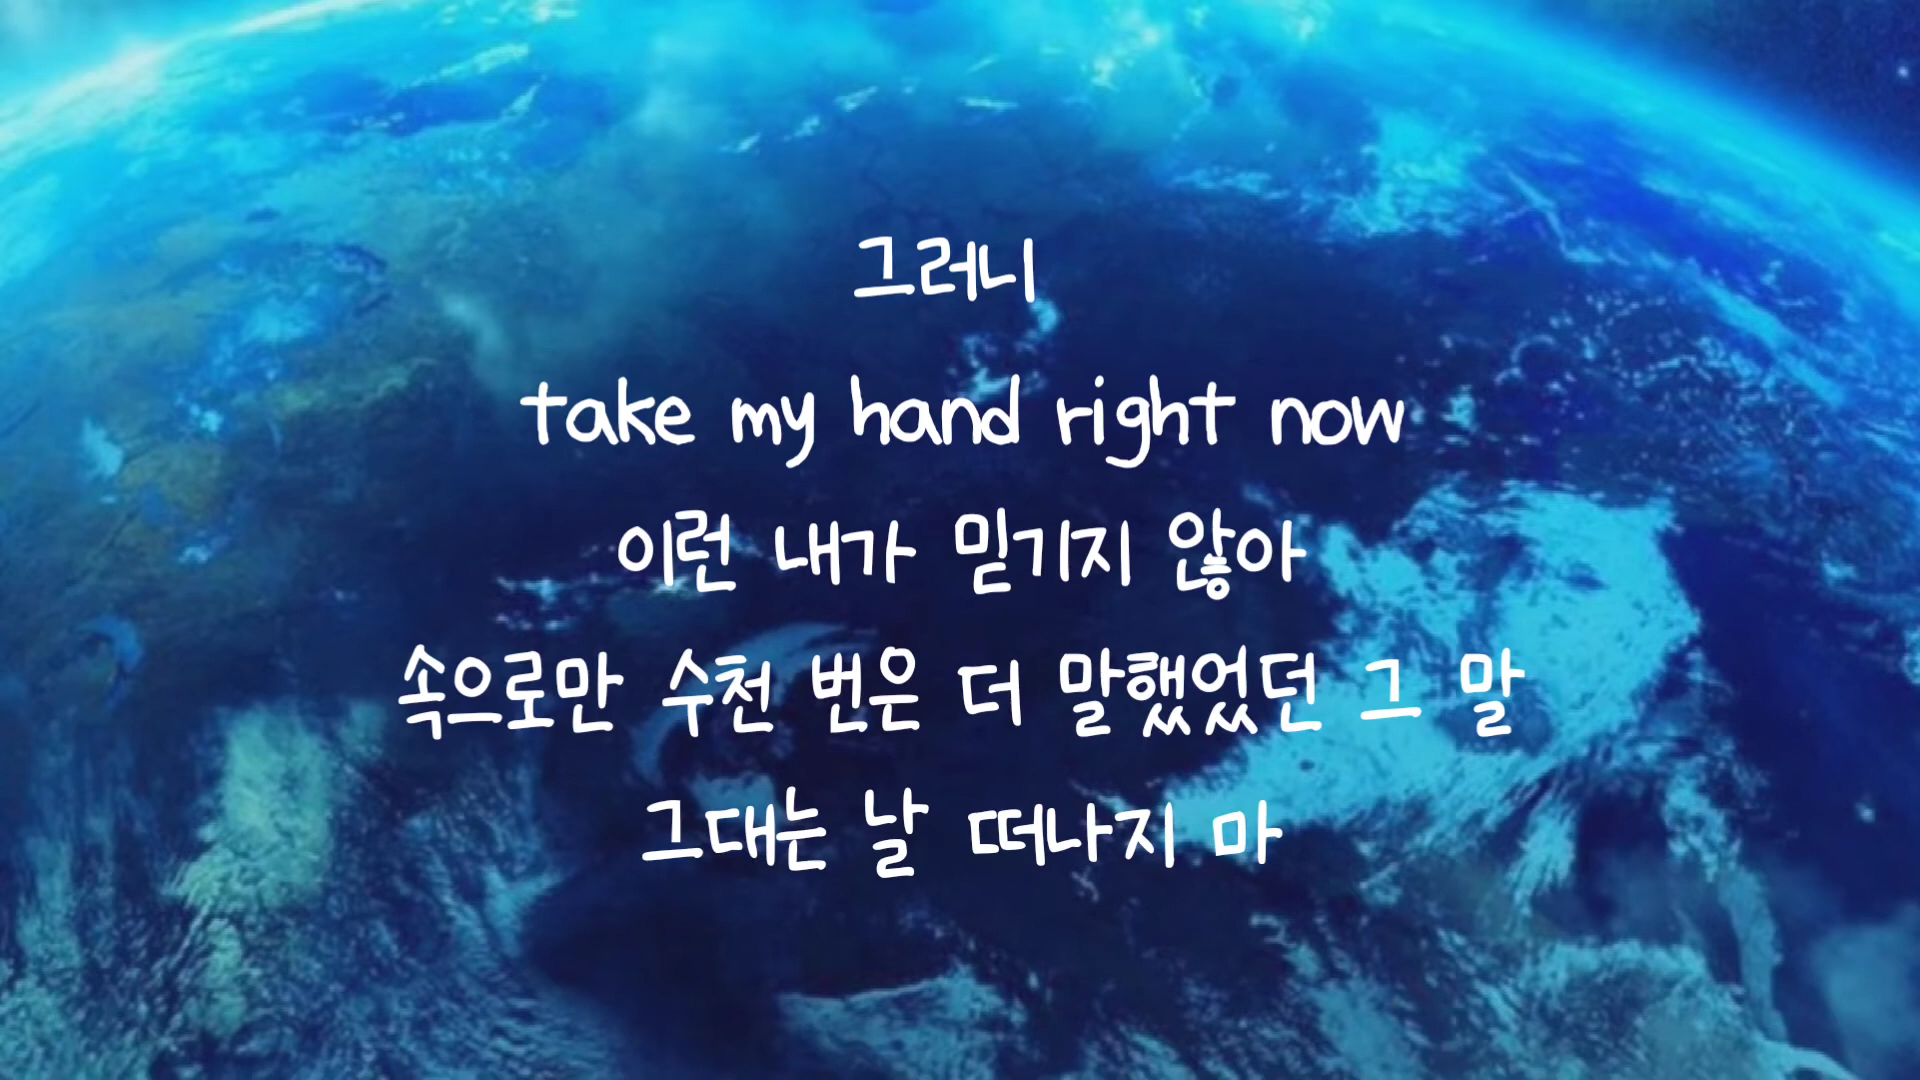 그러니
take my hand right now
이런 내가 믿기지 않아
속으로만 수천 번은 더 말했었던 그 말
그대는 날 떠나지 마